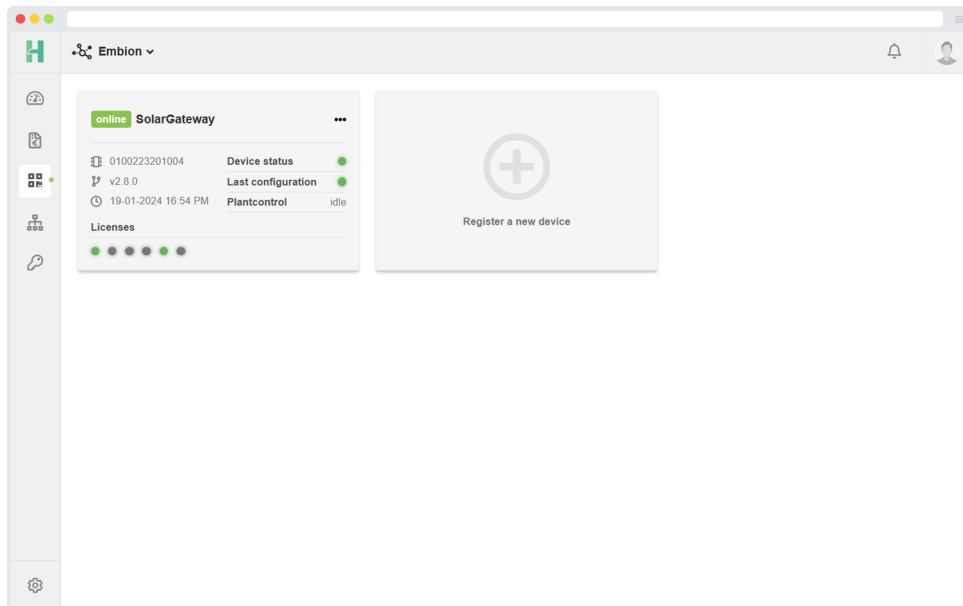 Embion
online SolarGateway
0100223201004
v2.8.0
19-01-2024 16:54 PM
Device status
Last configuration
Plantcontrol idle
Licenses
Register a new device